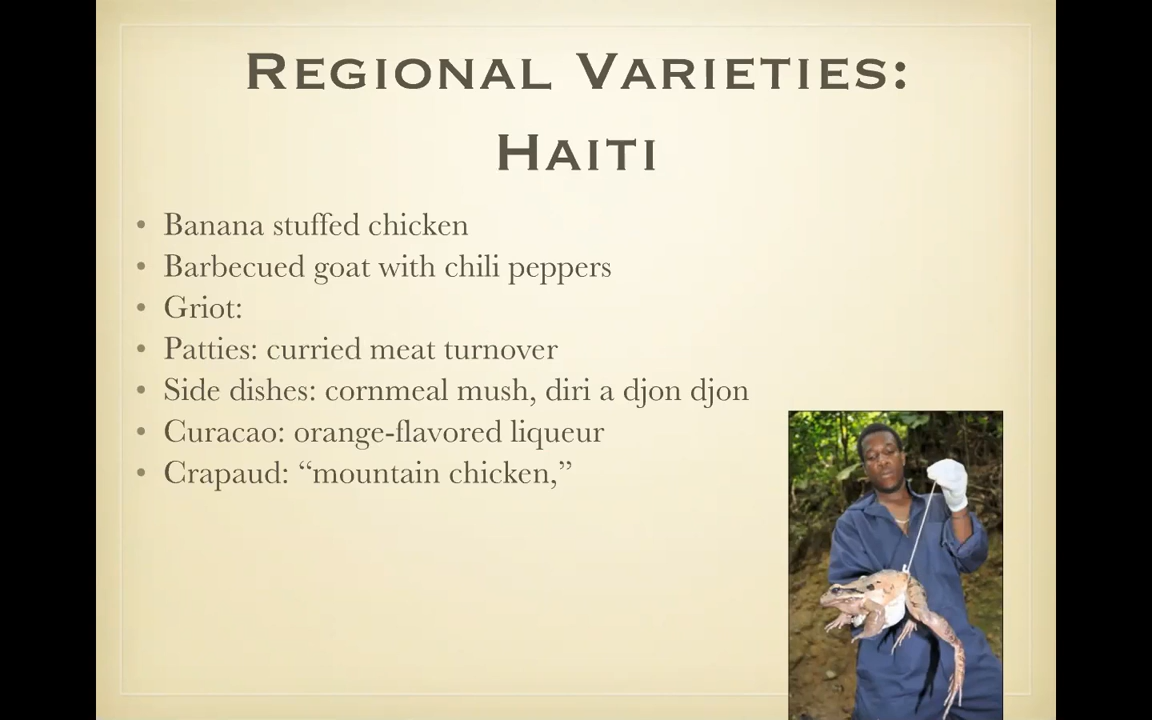 Regional Varieties:
Haiti
• Banana stuffed chicken
• Barbecued goat with chili peppers
• Griot:
• Patties: curried meat turnover
• Side dishes: cornmeal mush, diri a djon djon
• Curacao: orange-flavored liqueur
• Crapaud: “mountain chicken,”